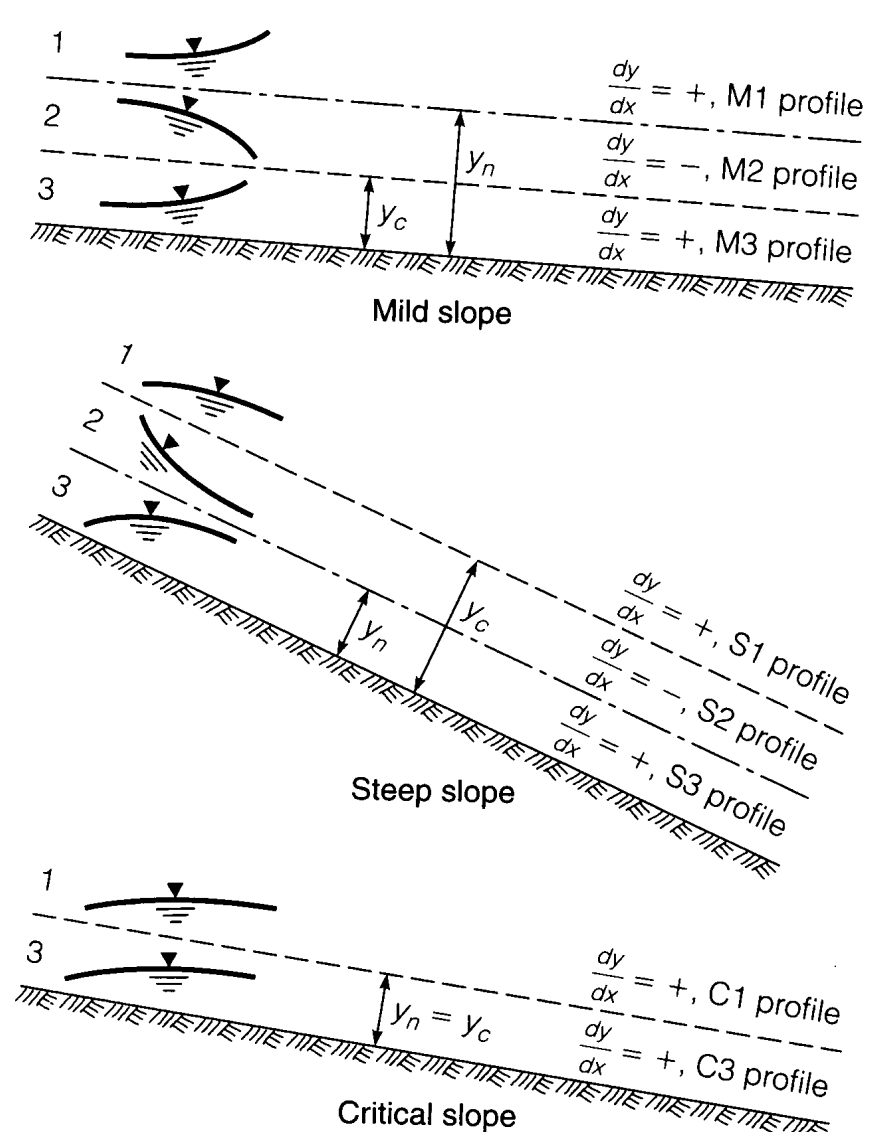 1
dy/dx = +, M1 profile
2
dy/dx = −, M2 profile
y_n
3
y_c
dy/dx = +, M3 profile
Mild slope
1
2
3
y_n
y_c
dy/dx = +, S1 profile
dy/dx = −, S2 profile
dy/dx = +, S3 profile
Steep slope
1
3
y_n = y_c
dy/dx = +, C1 profile
dy/dx = +, C3 profile
Critical slope